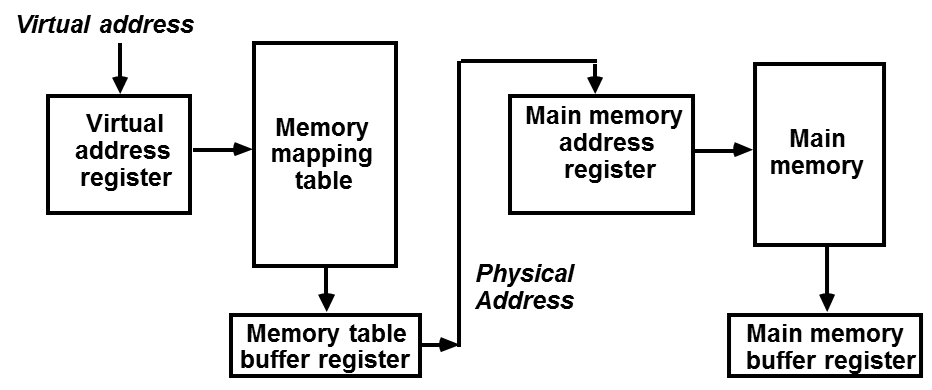 Virtual address
Virtual
address
register
Memory
mapping
table
Memory table
buffer register
Physical
Address
Main memory
address
register
Main
memory
Main memory
buffer register